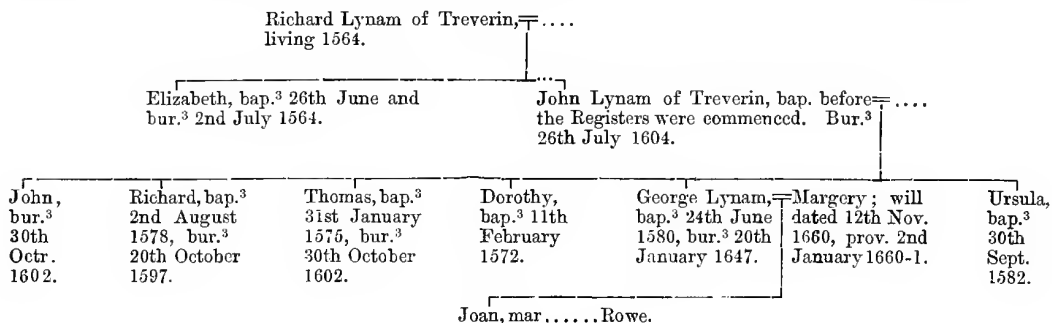 Richard Lynam of Treverin,=....
living 1564.
Elizabeth, bap.³ 26th June and
bur.³ 2nd July 1564.
John Lynam of Treverin, bap. before=....
the Registers were commenced. Bur.³
26th July 1604.
John,
bur.³
30th
Octr.
1602.
Richard, bap.³
2nd August
1578, bur.³
20th October
1597.
Thomas, bap.³
31st January
1575, bur.³
30th October
1602.
Dorothy,
bap.³ 11th
February
1572.
George Lynam,=
bap.³ 24th June
1580, bur.³ 20th
January 1647.
Margery; will
dated 12th Nov.
1660, prov. 2nd
January 1660-1.
Ursula,
bap.³
30th
Sept.
1582.
Joan, mar......Rowe.